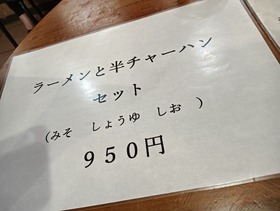 ラーメンと半チャーハン
セット
(みそ　しょうゆ　しお　)
９５０円